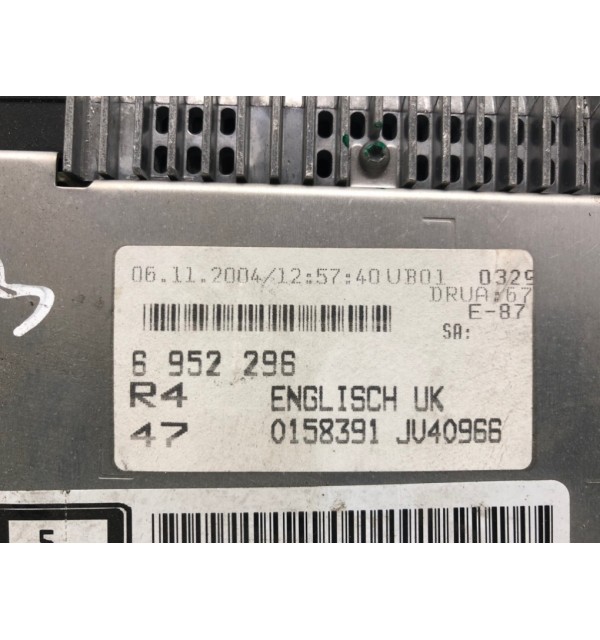 06.11.2004/12:57:40 UB01 0329
DRUA:67
E-87
SA:
6 952 296
R4 ENGLISCH UK
47 0158391 JU40966
5